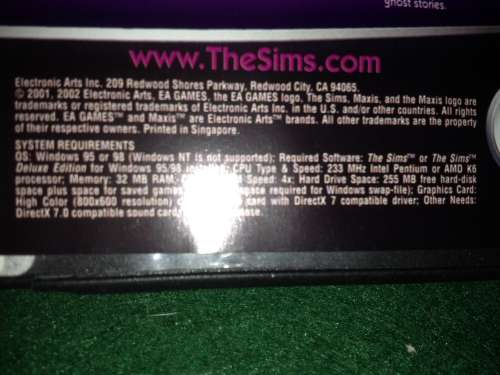 ghost stories.
www.TheSims.com
Electronic Arts Inc. 209 Redwood Shores Parkway, Redwood City, CA 94065.
© 2001, 2002 Electronic Arts. EA GAMES, the EA GAMES logo, The Sims, Maxis, and the Maxis logo are
trademarks or registered trademarks of Electronic Arts Inc. in the U.S. and/or other countries. All rights
reserved. EA GAMES™ and Maxis™ are Electronic Arts™ brands. All other trademarks are the property
of their respective owners. Printed in Singapore.
SYSTEM REQUIREMENTS
OS: Windows 95 or 98 (Windows NT is not supported); Required Software: The Sims™ or The Sims™
Deluxe Edition for Windows 95/98 installed; CPU Type & Speed: 233 MHz Intel Pentium or AMD K6
processor; Memory: 32 MB RAM; Speed: 4x; Hard Drive Space: 255 MB free hard-disk
space plus space for saved games required for Windows swap-file); Graphics Card:
High Color (800x600 resolution) card with DirectX 7 compatible driver; Other Needs:
DirectX 7.0 compatible sound card